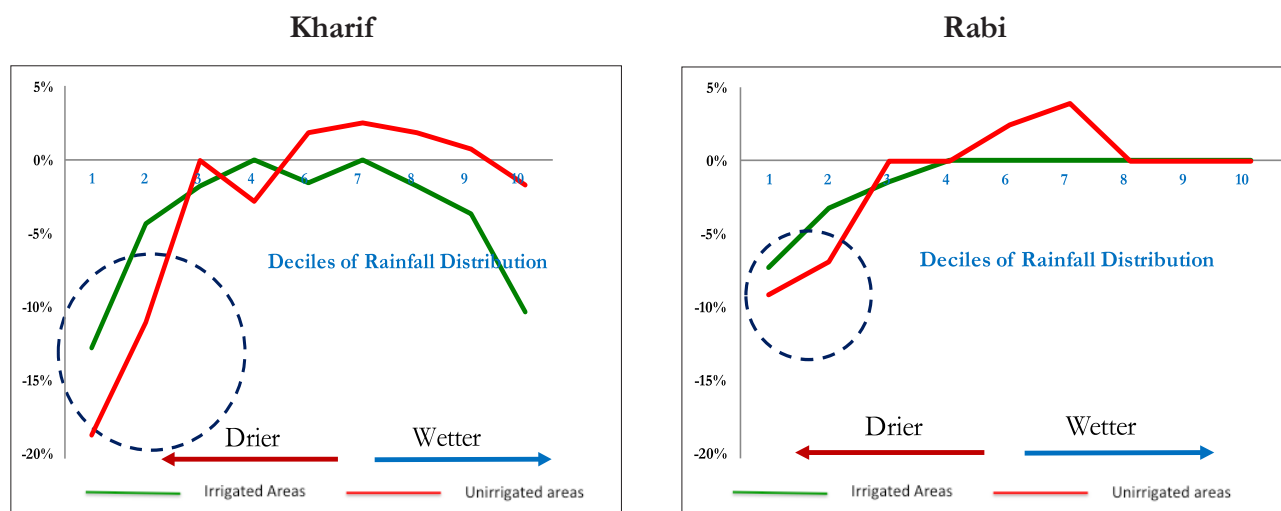 Kharif
5%
0%
1 2 3 4 6 7 8 9 10
-5%
Deciles of Rainfall Distribution
-10%
-15%
Drier Wetter
-20%
Irrigated Areas Unirrigated areas
Rabi
5%
0%
1 2 3 4 6 7 8 9 10
-5%
Deciles of Rainfall Distribution
-10%
-15%
Drier Wetter
-20%
Irrigated Areas Unirrigated areas